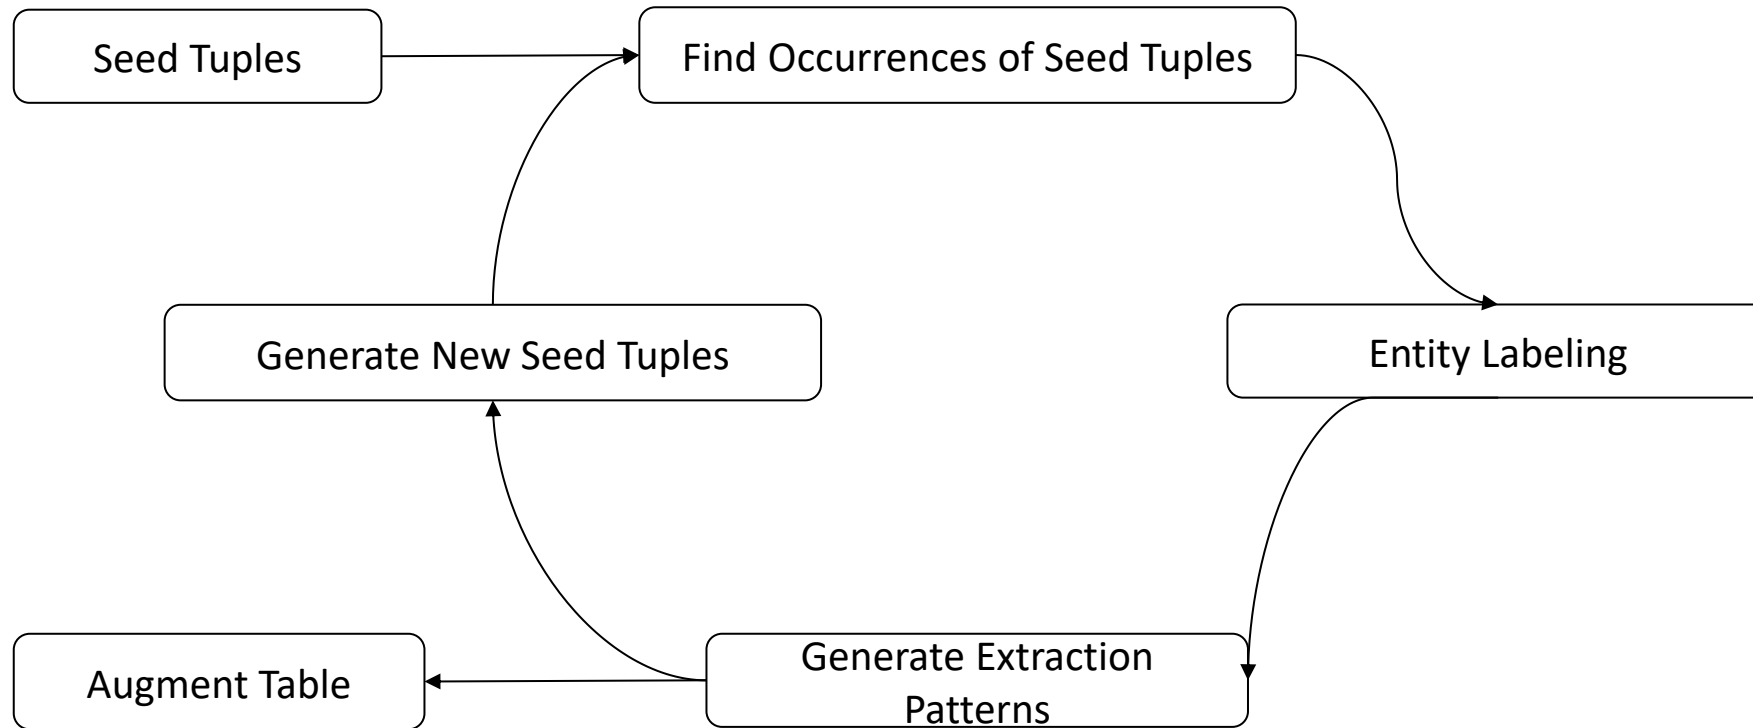 Seed Tuples
Find Occurrences of Seed Tuples
Generate New Seed Tuples
Entity Labeling
Augment Table
Generate Extraction
Patterns